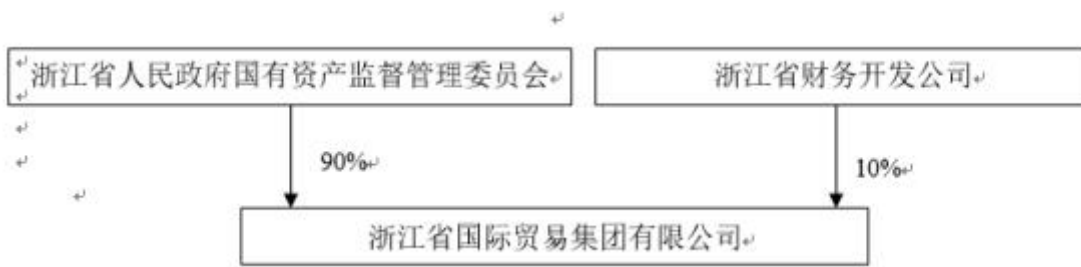 浙江省人民政府国有资产监督管理委员会
浙江省财务开发公司
90%
10%
浙江省国际贸易集团有限公司